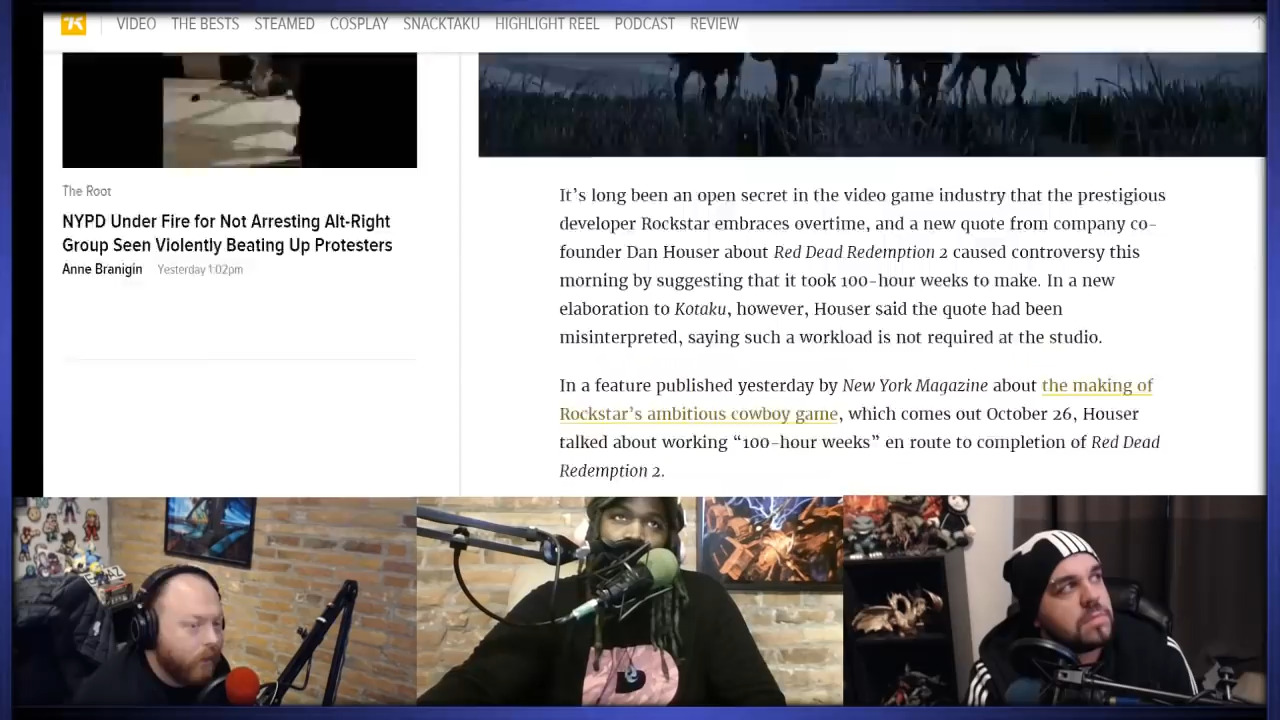 VIDEO THE BESTS STEAMED COSPLAY SNACKTAKU HIGHLIGHT REEL PODCAST REVIEW
The Root
NYPD Under Fire for Not Arresting Alt-Right
Group Seen Violently Beating Up Protesters
Anne Branigin Yesterday 1:02pm
It's long been an open secret in the video game industry that the prestigious
developer Rockstar embraces overtime, and a new quote from company co-
founder Dan Houser about Red Dead Redemption 2 caused controversy this
morning by suggesting that it took 100-hour weeks to make. In a new
elaboration to Kotaku, however, Houser said the quote had been
misinterpreted, saying such a workload is not required at the studio.
In a feature published yesterday by New York Magazine about the making of
Rockstar's ambitious cowboy game, which comes out October 26, Houser
talked about working “100-hour weeks” en route to completion of Red Dead
Redemption 2.
D